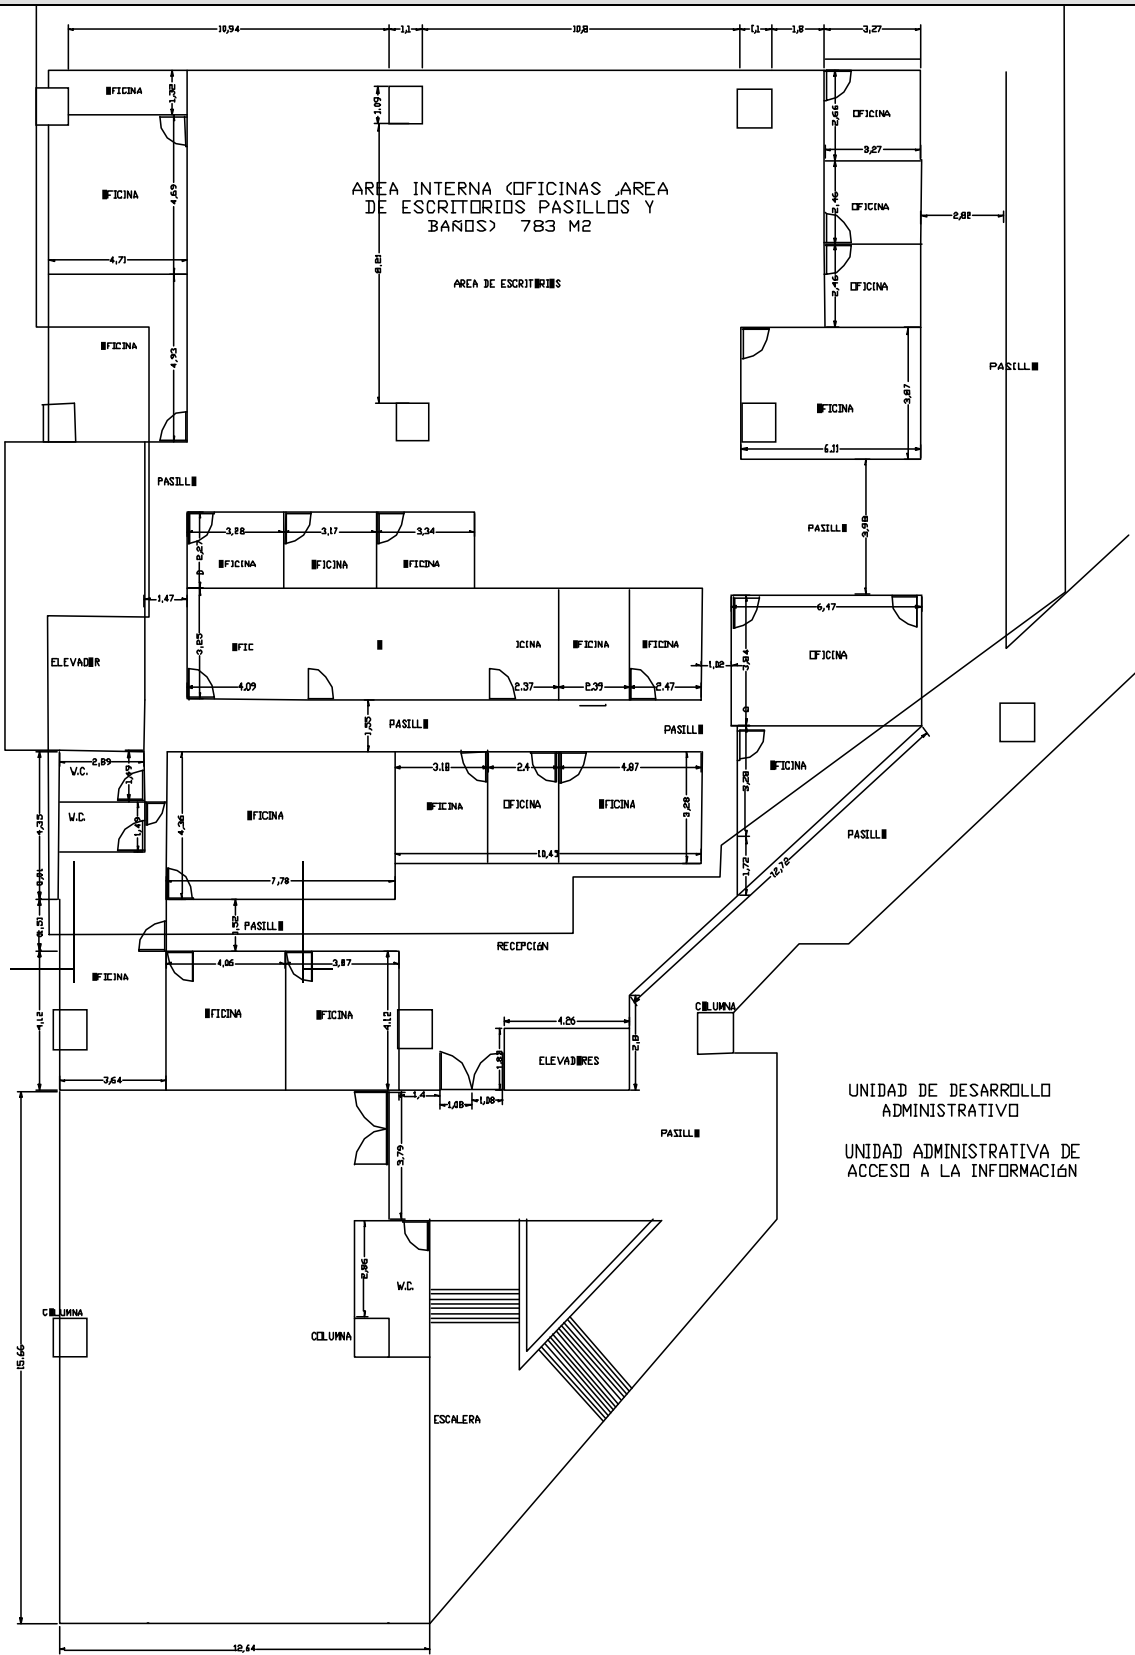 10,94 1,1 10,8 1,1 1,8 3,27
OFICINA 1,32
1,09
OFICINA
2,66
3,27
OFICINA 4,69
AREA INTERNA (OFICINAS ,AREA
DE ESCRITORIOS PASILLOS Y
BAÑOS) 783 M2
OFICINA
2,46
2,82
4,71
8,21
AREA DE ESCRITORIOS
OFICINA
2,46
OFICINA
4,93
PASILLO
OFICINA
3,87
6,11
PASILLO
PASILLO
3,98
3,28 3,17 3,34
2,27
OFICINA OFICINA OFICINA
1,47
6,47
3,25
OFIC
ICINA OFICINA OFICINA
OFICINA
ELEVADOR
1,02
3,84
4,09 2,37 2,39 2,47
1,55
PASILLO
PASILLO
2,89
W.C.
1,49
3,18 2,4 4,87
OFICINA
3,28
OFICINA OFICINA OFICINA
3,28
W.C.
1,49
OFICINA
4,36
4,35
PASILLO
10,45
12,72
1,72
7,78
PASILLO
1,52
RECEPCIÓN
4,06 3,87
OFICINA
COLUMNA
OFICINA OFICINA
4,12
4,12
4,26
2,8
1,83
ELEVADORES
3,64
1,4
1,08 1,08
UNIDAD DE DESARROLLO
ADMINISTRATIVO
PASILLO
3,79
UNIDAD ADMINISTRATIVA DE
ACCESO A LA INFORMACIÓN
2,86
W.C.
COLUMNA
COLUMNA
15,66
ESCALERA
12,64